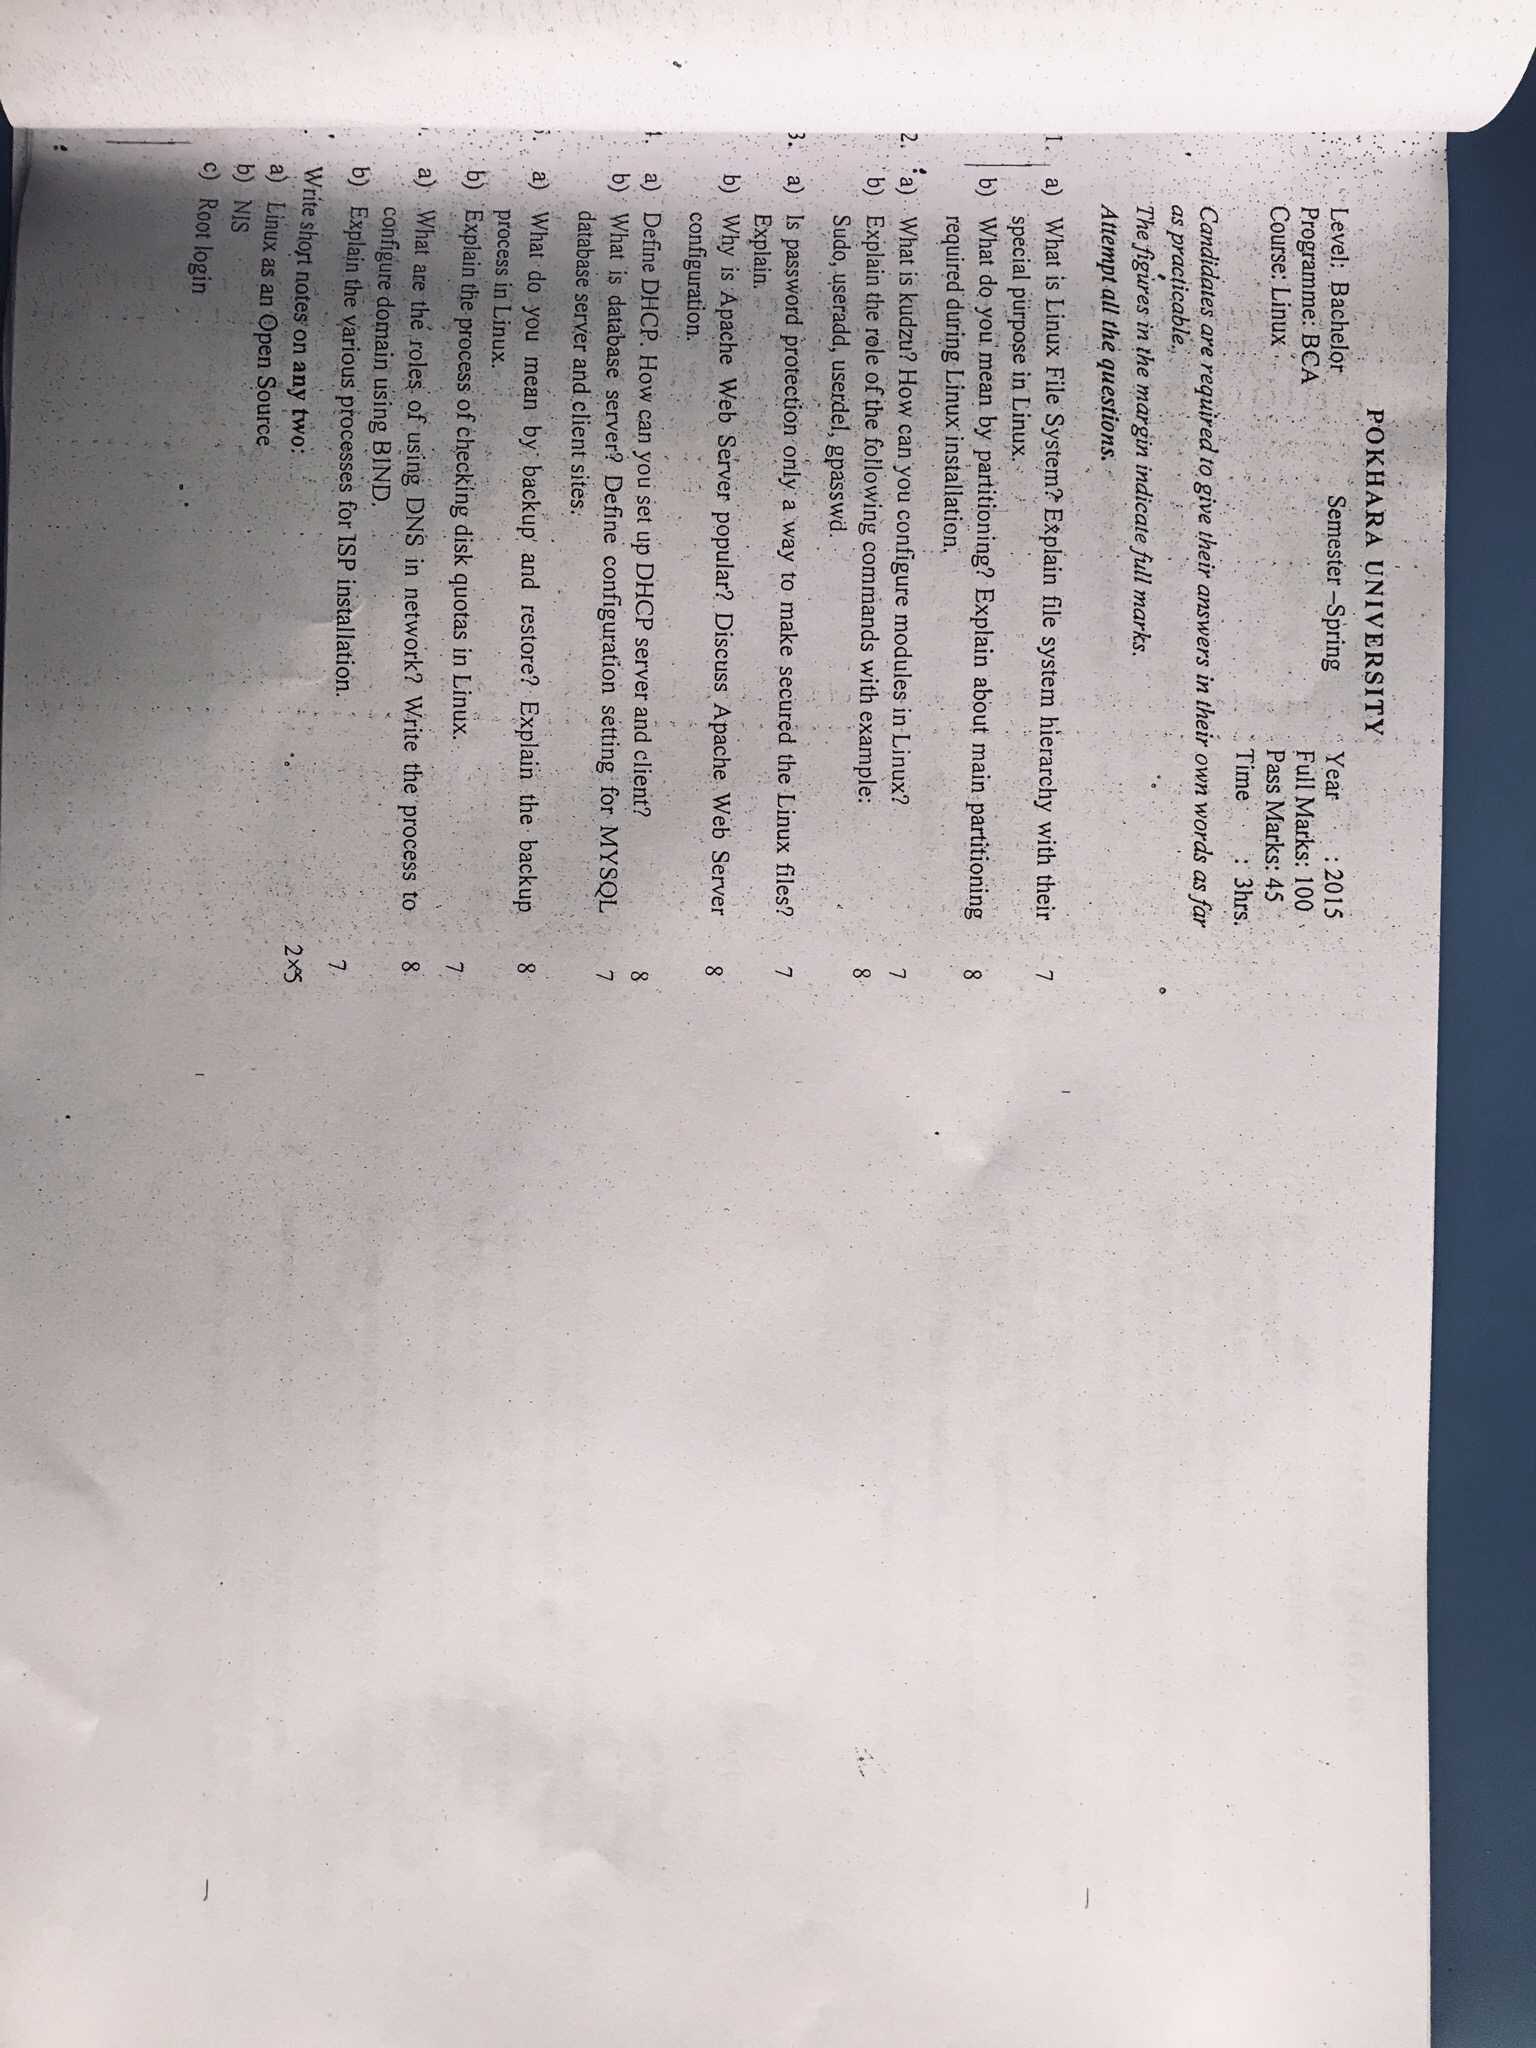 POKHARA UNIVERSITY
Level: Bachelor Semester –Spring Year : 2015
Programme: BCA Full Marks: 100
Course: Linux Pass Marks: 45
Time : 3hrs.
Candidates are required to give their answers in their own words as far
as practicable.
The figures in the margin indicate full marks.
Attempt all the questions.
1. a) What is Linux File System? Explain file system hierarchy with their 7
special purpose in Linux.
b) What do you mean by partitioning? Explain about main partitioning 8
required during Linux installation.
2. a) What is kudzu? How can you configure modules in Linux? 7
b) Explain the role of the following commands with example: 8
Sudo, useradd, userdel, gpasswd.
3. a) Is password protection only a way to make secured the Linux files? 7
Explain.
b) Why is Apache Web Server popular? Discuss Apache Web Server 8
configuration.
a) Define DHCP. How can you set up DHCP server and client? 8
b) What is database server? Define configuration setting for MYSQL 7
database server and client sites.
a) What do you mean by backup and restore? Explain the backup 8
process in Linux.
b) Explain the process of checking disk quotas in Linux. 7
a) What are the roles of using DNS in network? Write the process to 8
configure domain using BIND.
b) Explain the various processes for ISP installation. 7
Write short notes on any two: 2×5
a) Linux as an Open Source
b) NIS
c) Root login